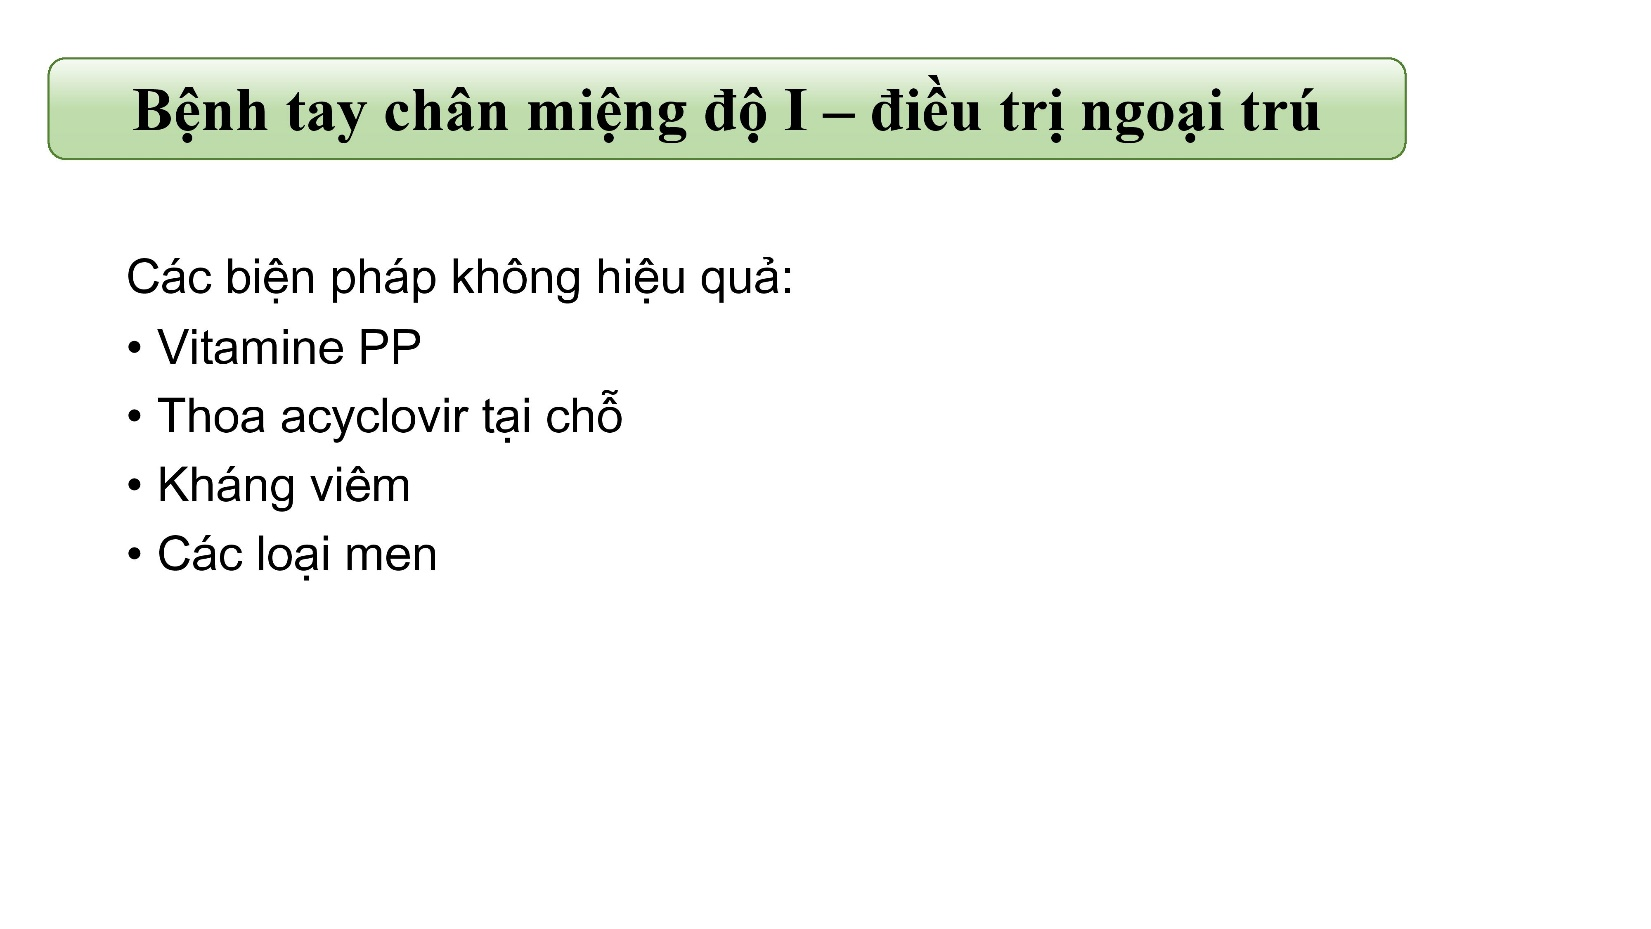 Bệnh tay chân miệng độ I – điều trị ngoại trú
Các biện pháp không hiệu quả:
• Vitamine PP
• Thoa acyclovir tại chỗ
• Kháng viêm
• Các loại men